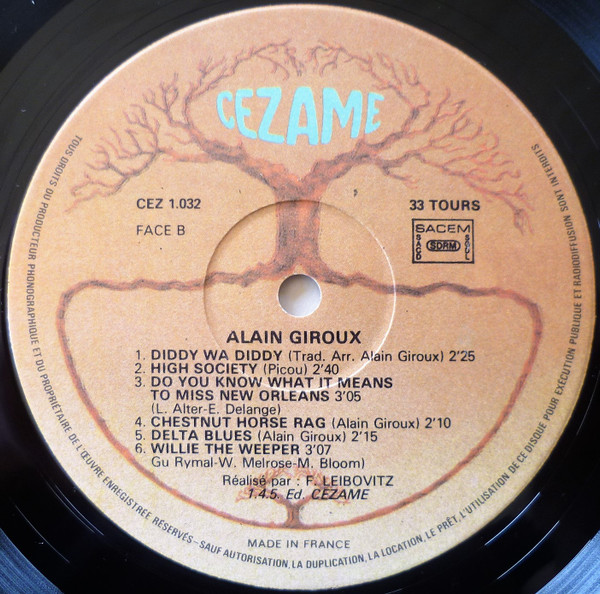 CEZAME
CEZ 1.032
33 TOURS
FACE B
SACEM
SACD SDRM SGDL
ALAIN GIROUX
1. DIDDY WA DIDDY (Trad. Arr. Alain Giroux) 2'25
2. HIGH SOCIETY (Picou) 2'40
3. DO YOU KNOW WHAT IT MEANS
TO MISS NEW ORLEANS 3'05
(L. Alter-E. Delange)
4. CHESTNUT HORSE RAG (Alain Giroux) 2'10
5. DELTA BLUES (Alain Giroux) 2'15
6. WILLIE THE WEEPER 3'07
Gu Rymal-W. Melrose-M. Bloom)
Réalisé par : F. LEIBOVITZ
1.4.5. Ed. CEZAME
MADE IN FRANCE
TOUS DROITS DU PRODUCTEUR PHONOGRAPHIQUE ET DU PROPRIÉTAIRE DE L'ŒUVRE ENREGISTRÉE RÉSERVÉS - SAUF AUTORISATION, LA DUPLICATION, LA LOCATION, LE PRÊT, L'UTILISATION DE CE DISQUE POUR EXÉCUTION PUBLIQUE ET RADIODIFFUSION SONT INTERDITS